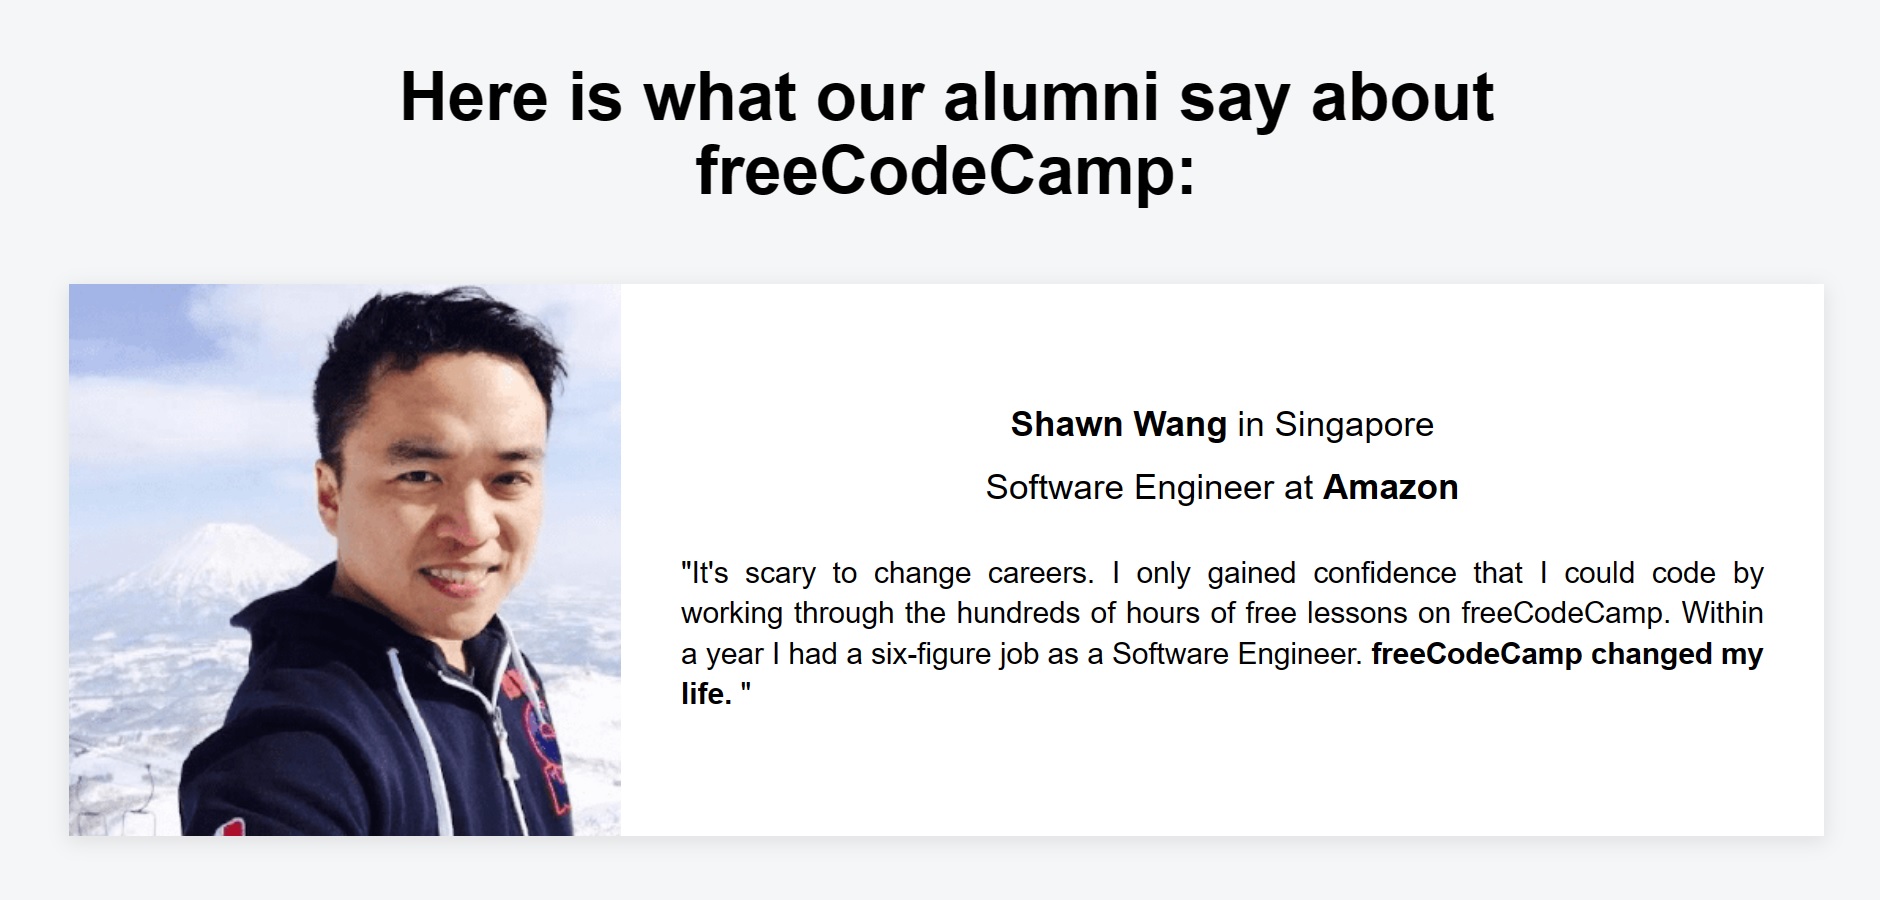 Here is what our alumni say about
freeCodeCamp:
Shawn Wang in Singapore
Software Engineer at Amazon
"It's scary to change careers. I only gained confidence that I could code by
working through the hundreds of hours of free lessons on freeCodeCamp. Within
a year I had a six-figure job as a Software Engineer. freeCodeCamp changed my
life. "